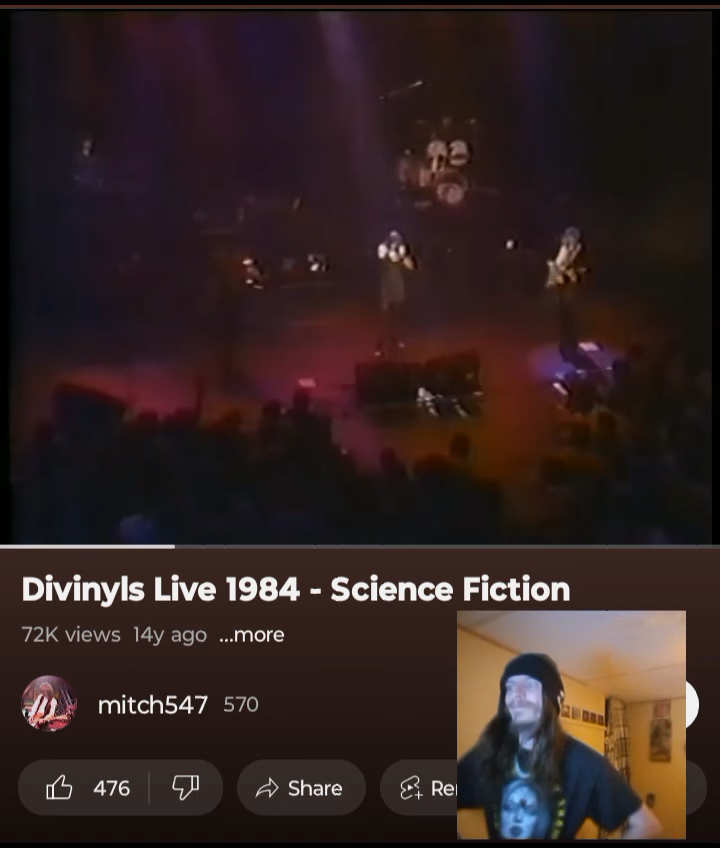 Divinyls Live 1984 - Science Fiction
72K views 14y ago ...more
mitch547 570
476 Share